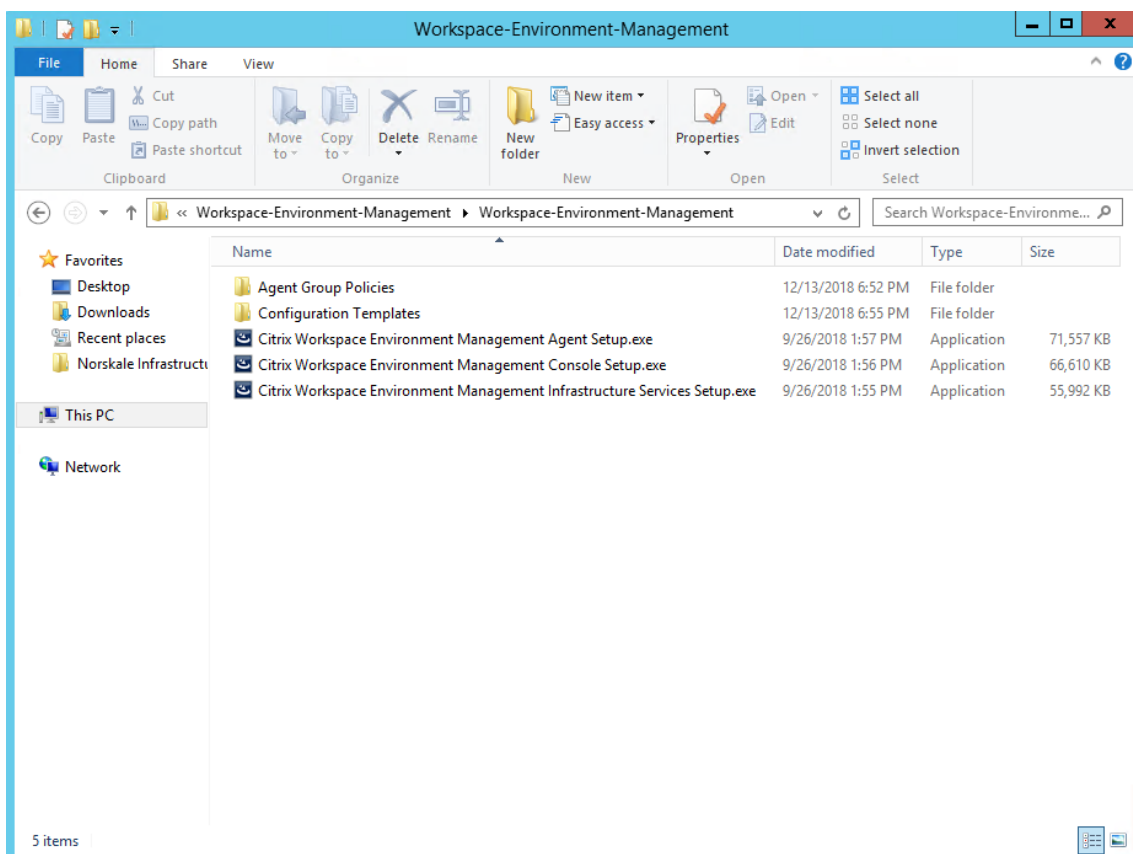 Workspace-Environment-Management
File Home Share View
Copy
Paste
Cut
Copy path
Paste shortcut
Clipboard
Move to
Copy to
Delete
Rename
Organize
New folder
New item
Easy access
New
Properties
Open
Edit
Open
Select all
Select none
Invert selection
Select
« Workspace-Environment-Management Workspace-Environment-Management
Search Workspace-Environme...
Favorites
Desktop
Downloads
Recent places
Norskale Infrastructu
This PC
Network
Name Date modified Type Size
Agent Group Policies 12/13/2018 6:52 PM File folder
Configuration Templates 12/13/2018 6:55 PM File folder
Citrix Workspace Environment Management Agent Setup.exe 9/26/2018 1:57 PM Application 71,557 KB
Citrix Workspace Environment Management Console Setup.exe 9/26/2018 1:56 PM Application 66,610 KB
Citrix Workspace Environment Management Infrastructure Services Setup.exe 9/26/2018 1:55 PM Application 55,992 KB
5 items